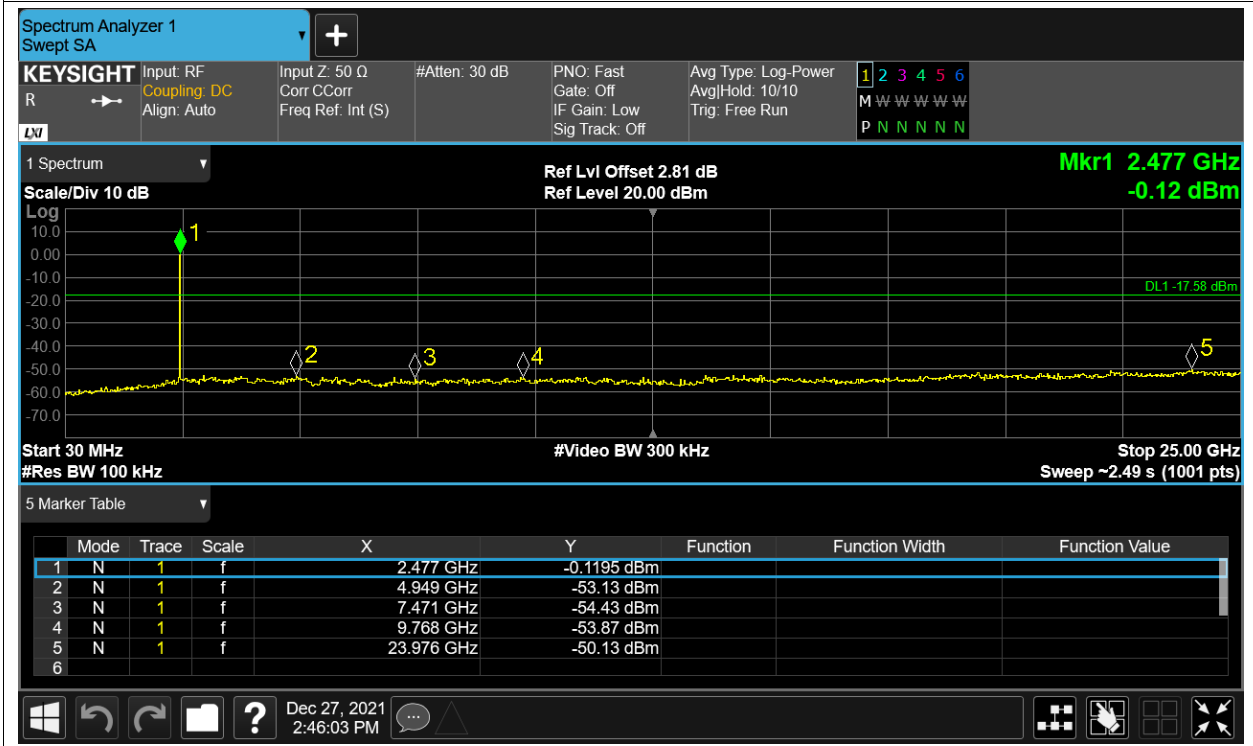 Spectrum Analyzer 1
Swept SA
+
KEYSIGHT Input: RF Input Z: 50 Ω #Atten: 30 dB PNO: Fast Avg Type: Log-Power 1 2 3 4 5 6
R Coupling: DC Corr CCorr Gate: Off Avg|Hold: 10/10 M W W W W W
Align: Auto Freq Ref: Int (S) IF Gain: Low Trig: Free Run
LXI Sig Track: Off P N N N N N
1 Spectrum
Scale/Div 10 dB
Ref Lvl Offset 2.81 dB
Ref Level 20.00 dBm
Mkr1 2.477 GHz
-0.12 dBm
Log
10.0
0.00
-10.0
-20.0
-30.0
-40.0
-50.0
-60.0
-70.0
1
DL1 -17.58 dBm
2
3
4
5
Start 30 MHz #Video BW 300 kHz Stop 25.00 GHz
#Res BW 100 kHz Sweep ~2.49 s (1001 pts)
5 Marker Table
Mode Trace Scale X Y Function Function Width Function Value
1 N 1 f 2.477 GHz -0.1195 dBm
2 N 1 f 4.949 GHz -53.13 dBm
3 N 1 f 7.471 GHz -54.43 dBm
4 N 1 f 9.768 GHz -53.87 dBm
5 N 1 f 23.976 GHz -50.13 dBm
6
?
Dec 27, 2021
2:46:03 PM